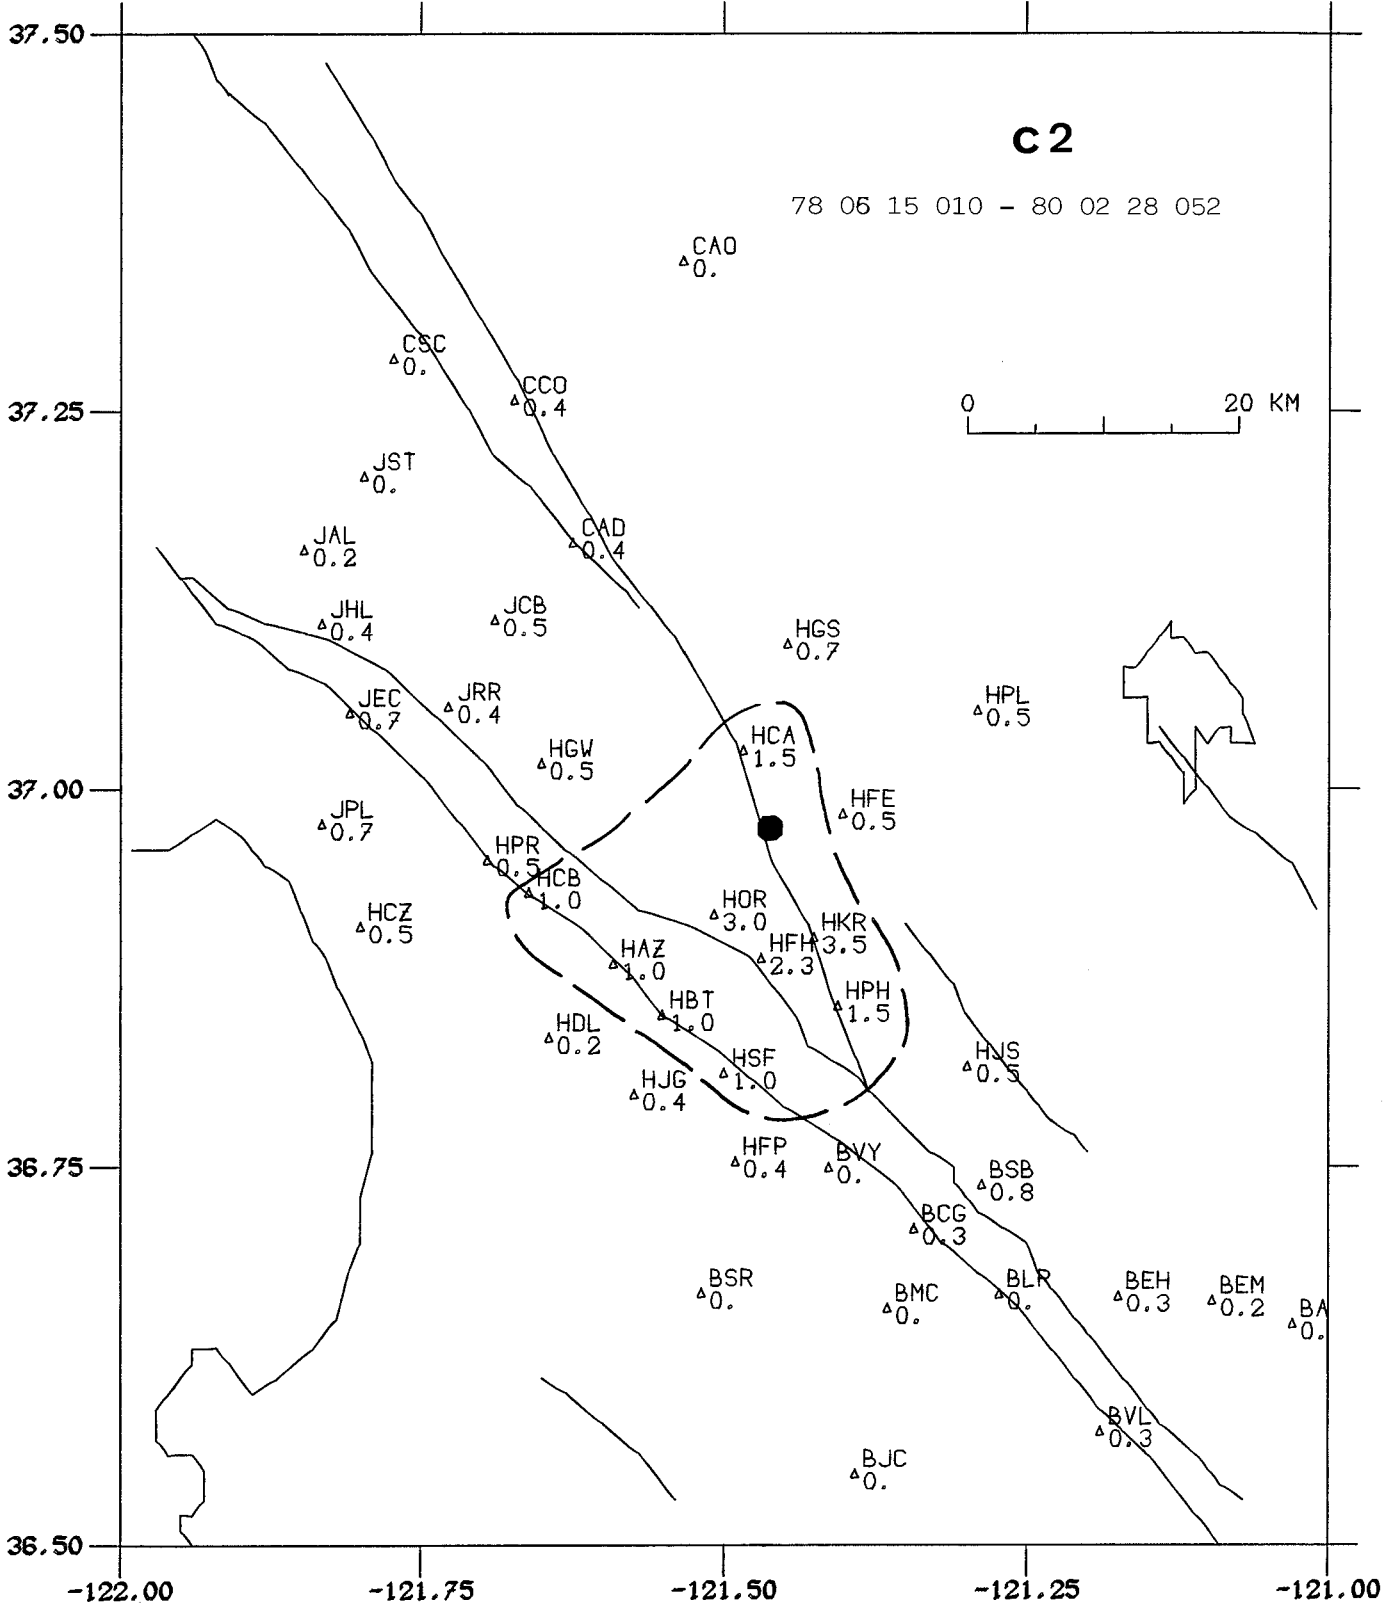 37.50
C2
78 06 15 010 – 80 02 28 052
CAO
0.
CSC
0.
CCO
0.4
37.25
0 20 KM
JST
0.
JAL
0.2
CAD
0.4
JHL
0.4
JCB
0.5
HGS
0.7
JEC
0.7
JRR
0.4
HPL
0.5
HGW
0.5
HCA
1.5
37.00
JPL
0.7
HFE
0.5
HPR
0.5
HCB
1.0
HCZ
0.5
HOR
3.0
HKR
3.5
HFH
2.3
HAZ
1.0
HBT
1.0
HPH
1.5
HDL
0.2
HSF
1.0
HJS
0.5
HJG
0.4
36.75
HFP
0.4
BVY
0.
BSB
0.8
BCG
0.3
BSR
0.
BMC
0.
BLR
0.
BEH
0.3
BEM
0.2
BA
0.
BVL
0.3
BJC
0.
36.50
-122.00 -121.75 -121.50 -121.25 -121.00